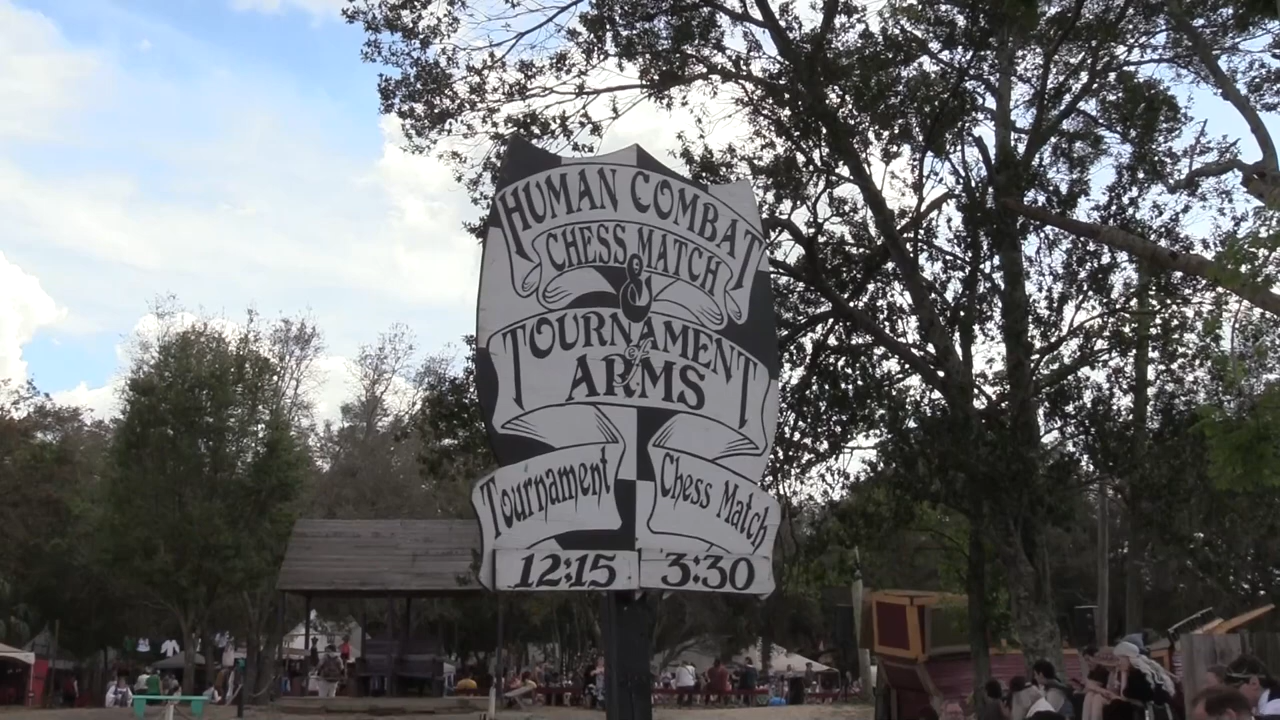 HUMAN COMBAT
CHESS MATCH
&
TOURNAMENT
of
ARMS
Tournament
12:15
Chess Match
3:30